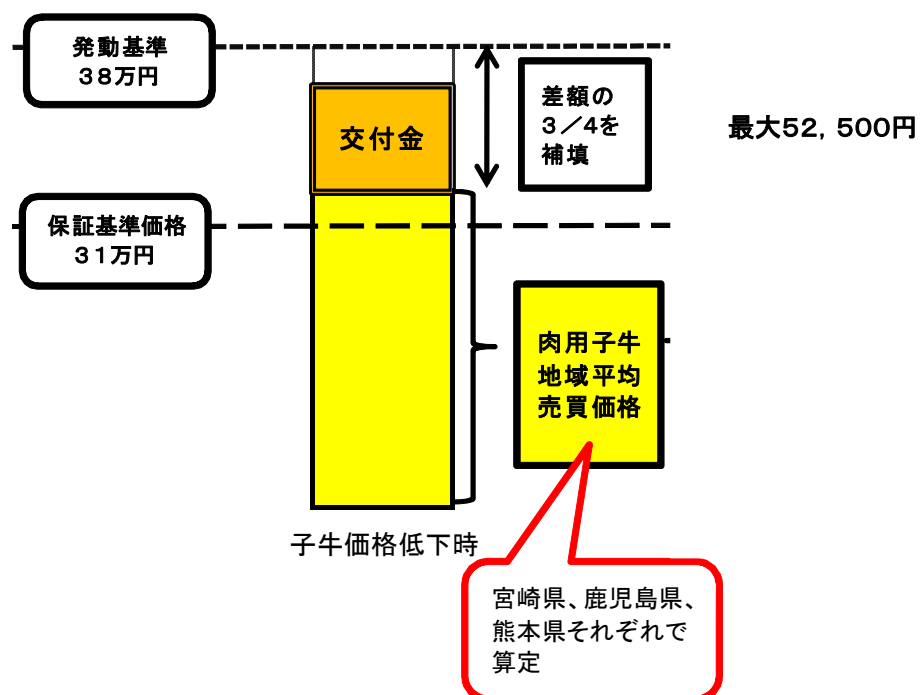 発動基準
３８万円
交付金
差額の
３／４を
補填
最大５２，５００円
保証基準価格
３１万円
肉用子牛
地域平均
売買価格
子牛価格低下時
宮崎県、鹿児島県、
熊本県それぞれで
算定